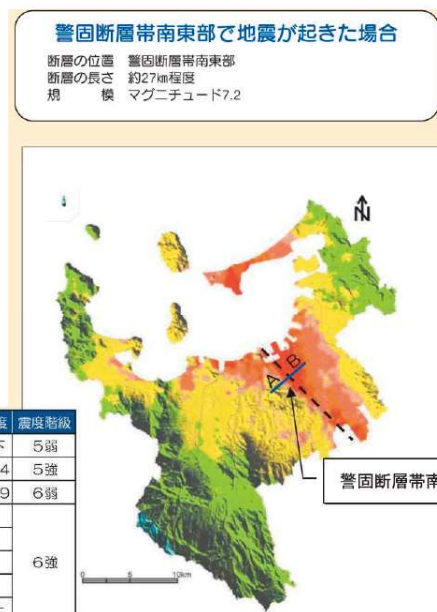 警固断層帯南東部で地震が起きた場合
断層の位置 警固断層帯南東部
断層の長さ 約27km程度
規 模 マグニチュード7.2
N
A
B
度 震度階級
5弱
4 5強
9 6弱
6強
警固断層帯南
0 5 10km